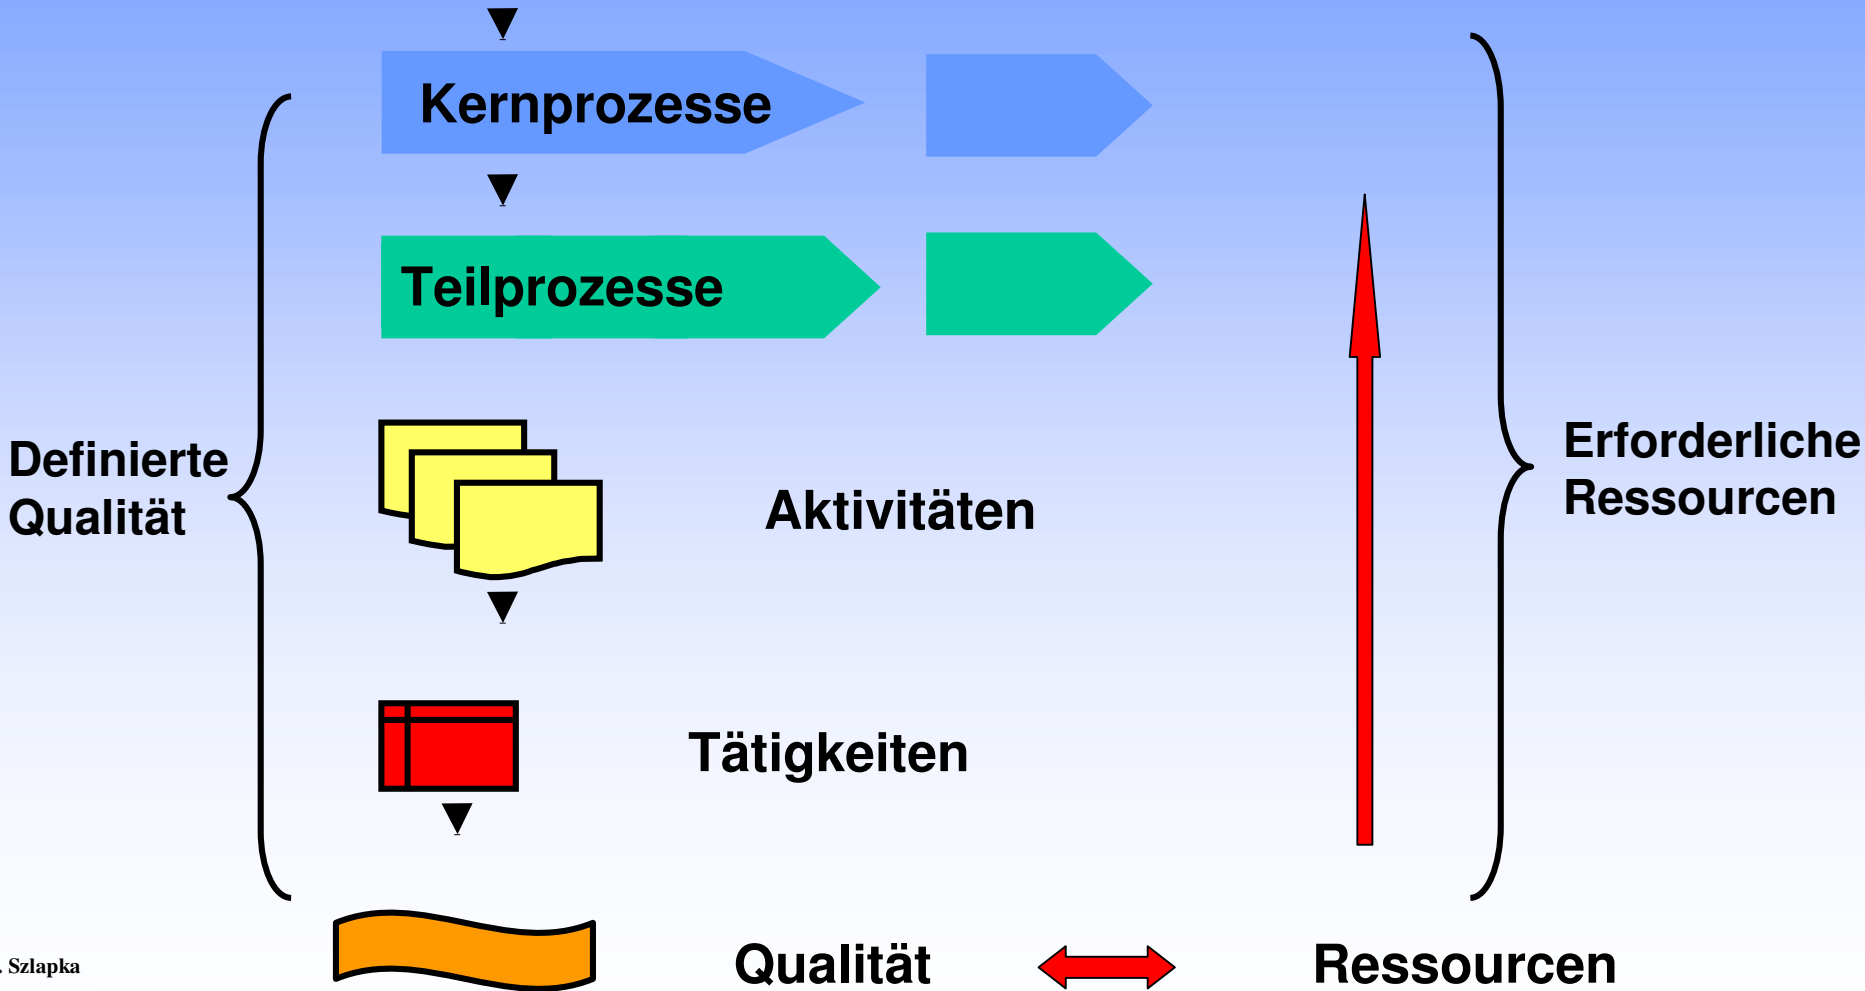 Kernprozesse
Teilprozesse
Definierte
Qualität
Erforderliche
Ressourcen
Aktivitäten
Tätigkeiten
. Szlapka
Qualität
Ressourcen